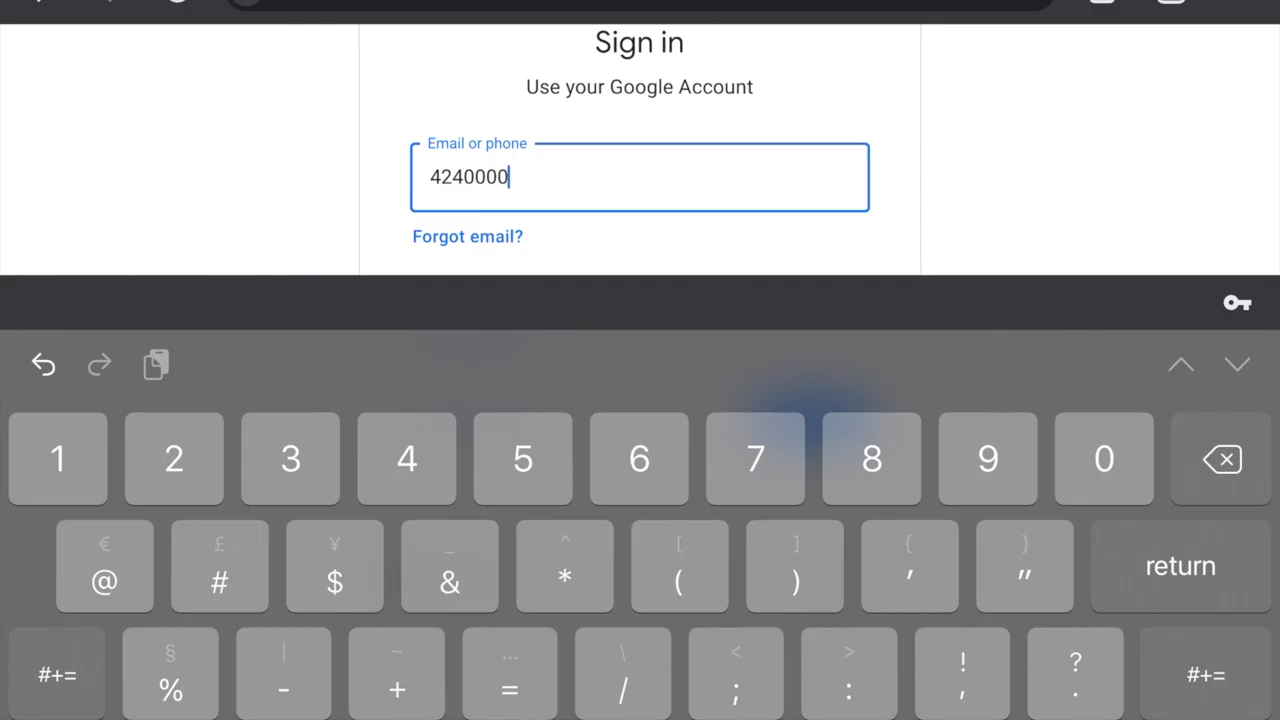 Sign in
Use your Google Account
Email or phone
4240000
Forgot email?
1 2 3 4 5 6 7 8 9 0
€ £ ¥ _ ^ [ ] { }
@ # $ & * ( ) ' " return
§ | ~ … \ < > ! ?
#+= % - + = / ; : , . #+=